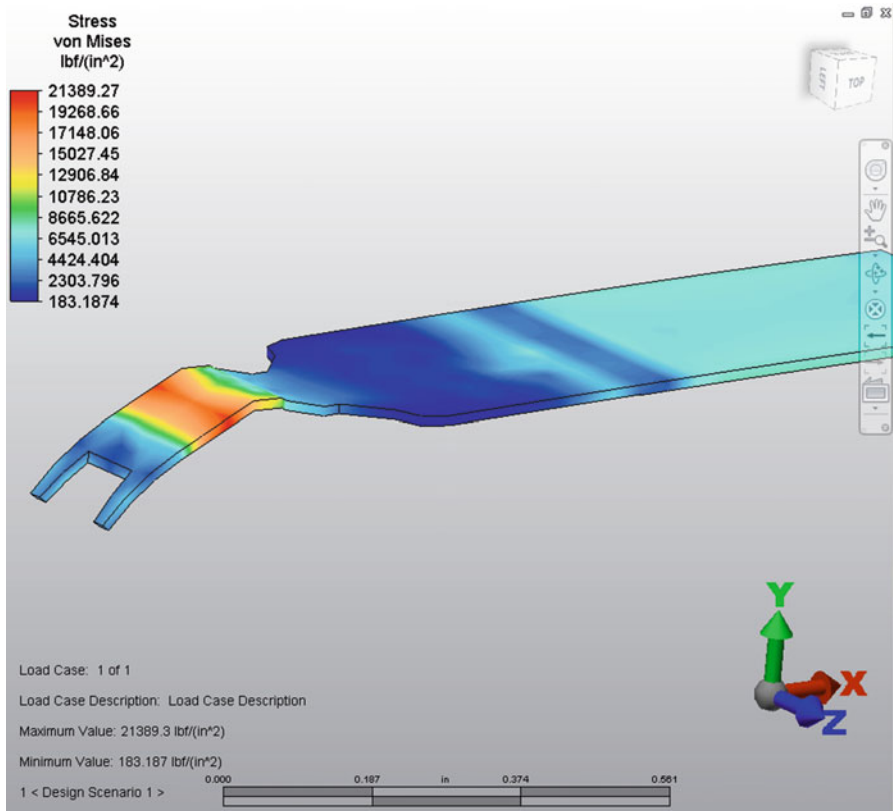 Stress
von Mises
lbf/(in^2)
21389.27
19268.66
17148.06
15027.45
12906.84
10786.23
8665.622
6545.013
4424.404
2303.796
183.1874
LEFT
TOP
Y
X
Z
Load Case: 1 of 1
Load Case Description: Load Case Description
Maximum Value: 21389.3 lbf/(in^2)
Minimum Value: 183.187 lbf/(in^2)
0.000 0.187 in 0.374 0.561
1 < Design Scenario 1 >